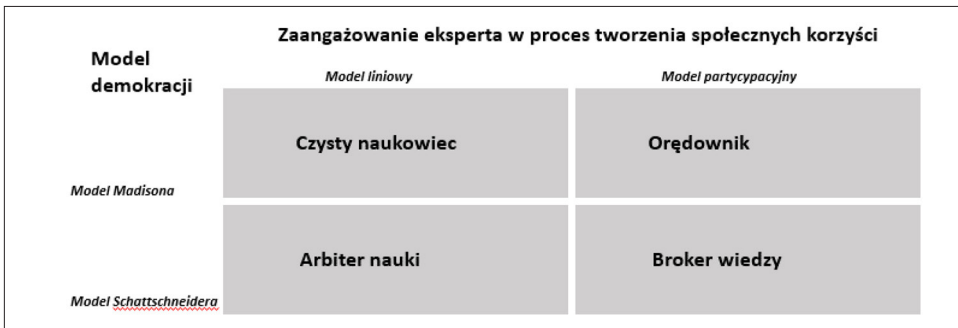 Zaangażowanie eksperta w proces tworzenia społecznych korzyści
Model
demokracji
Model liniowy
Model partycypacyjny
Czysty naukowiec
Orędownik
Model Madisona
Arbiter nauki
Broker wiedzy
Model Schattschneidera